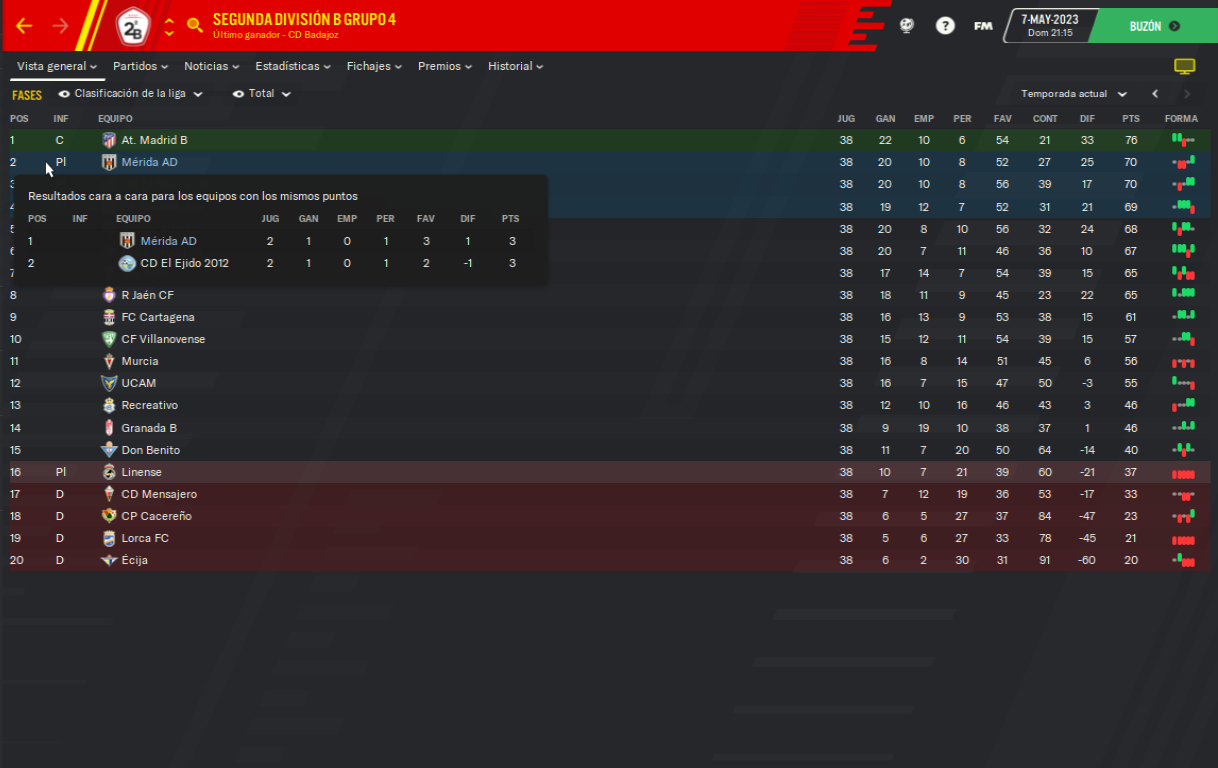 SEGUNDA DIVISIÓN B GRUPO 4
Último ganador - CD Badajoz
2ªB
?
FM
7-MAY-2023
Dom 21:15
BUZÓN
Vista general Partidos Noticias Estadísticas Fichajes Premios Historial
FASES Clasificación de la liga Total Temporada actual
POS INF EQUIPO JUG GAN EMP PER FAV CONT DIF PTS FORMA
1 C At. Madrid B 38 22 10 6 54 21 33 76
2 Pl Mérida AD 38 20 10 8 52 27 25 70
3 38 20 10 8 56 39 17 70
4 38 19 12 7 52 31 21 69
5 38 20 8 10 56 32 24 68
6 38 20 7 11 46 36 10 67
7 38 17 14 7 54 39 15 65
Resultados cara a cara para los equipos con los mismos puntos
POS INF EQUIPO JUG GAN EMP PER FAV DIF PTS
1 Mérida AD 2 1 0 1 3 1 3
2 CD El Ejido 2012 2 1 0 1 2 -1 3
8 R Jaén CF 38 18 11 9 45 23 22 65
9 FC Cartagena 38 16 13 9 53 38 15 61
10 CF Villanovense 38 15 12 11 54 39 15 57
11 Murcia 38 16 8 14 51 45 6 56
12 UCAM 38 16 7 15 47 50 -3 55
13 Recreativo 38 12 10 16 46 43 3 46
14 Granada B 38 9 19 10 38 37 1 46
15 Don Benito 38 11 7 20 50 64 -14 40
16 Pl Linense 38 10 7 21 39 60 -21 37
17 D CD Mensajero 38 7 12 19 36 53 -17 33
18 D CP Cacereño 38 6 5 27 37 84 -47 23
19 D Lorca FC 38 5 6 27 33 78 -45 21
20 D Écija 38 6 2 30 31 91 -60 20